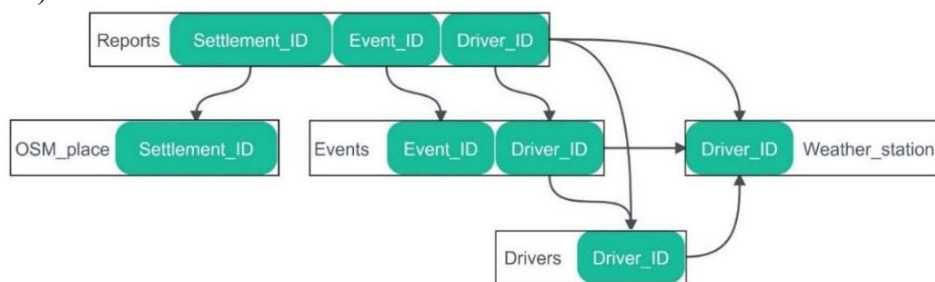 )
Reports Settlement_ID Event_ID Driver_ID
OSM_place Settlement_ID Events Event_ID Driver_ID Driver_ID Weather_station
Drivers Driver_ID